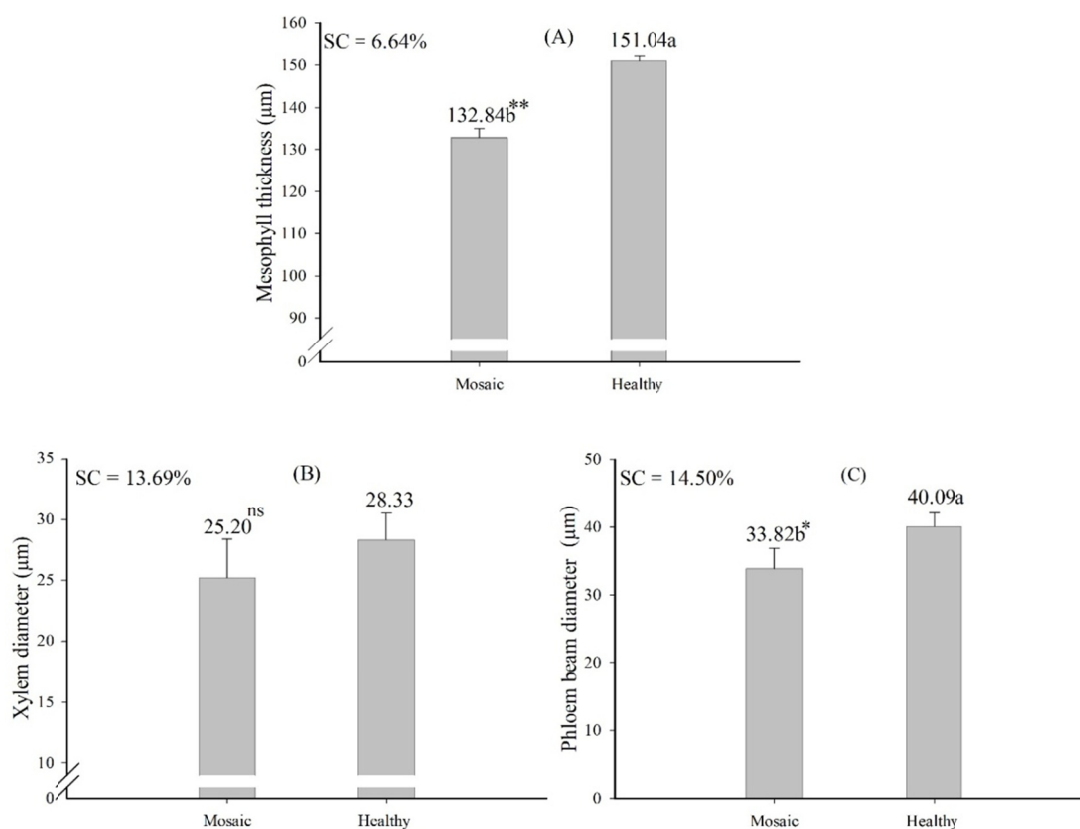 160
SC = 6.64%
(A)
151.04a
150
140
132.84b**
130
120
110
100
90
0
Mesophyll thickness (µm)
Mosaic
Healthy
35
SC = 13.69%
(B)
30
25.20ns
28.33
25
20
15
10
0
Xylem diameter (µm)
Mosaic
Healthy
50
SC = 14.50%
(C)
40.09a
40
33.82b*
30
20
10
0
Phloem beam diameter (µm)
Mosaic
Healthy